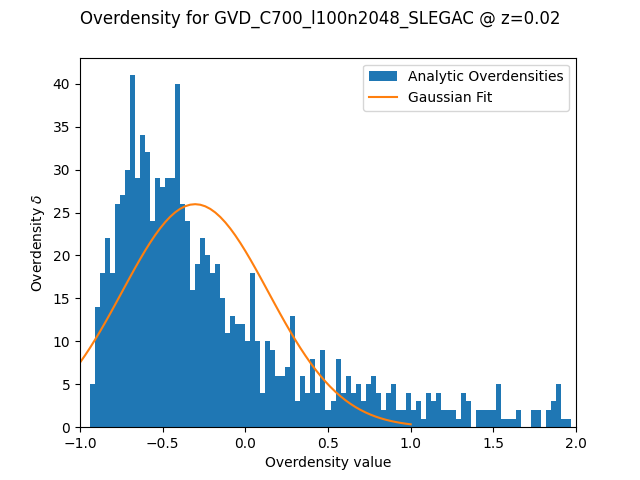 Overdensity for GVD_C700_l100n2048_SLEGAC @ z=0.02
Analytic Overdensities
Gaussian Fit
Overdensity δ
40
35
30
25
20
15
10
5
0
−1.0 −0.5 0.0 0.5 1.0 1.5 2.0
Overdensity value